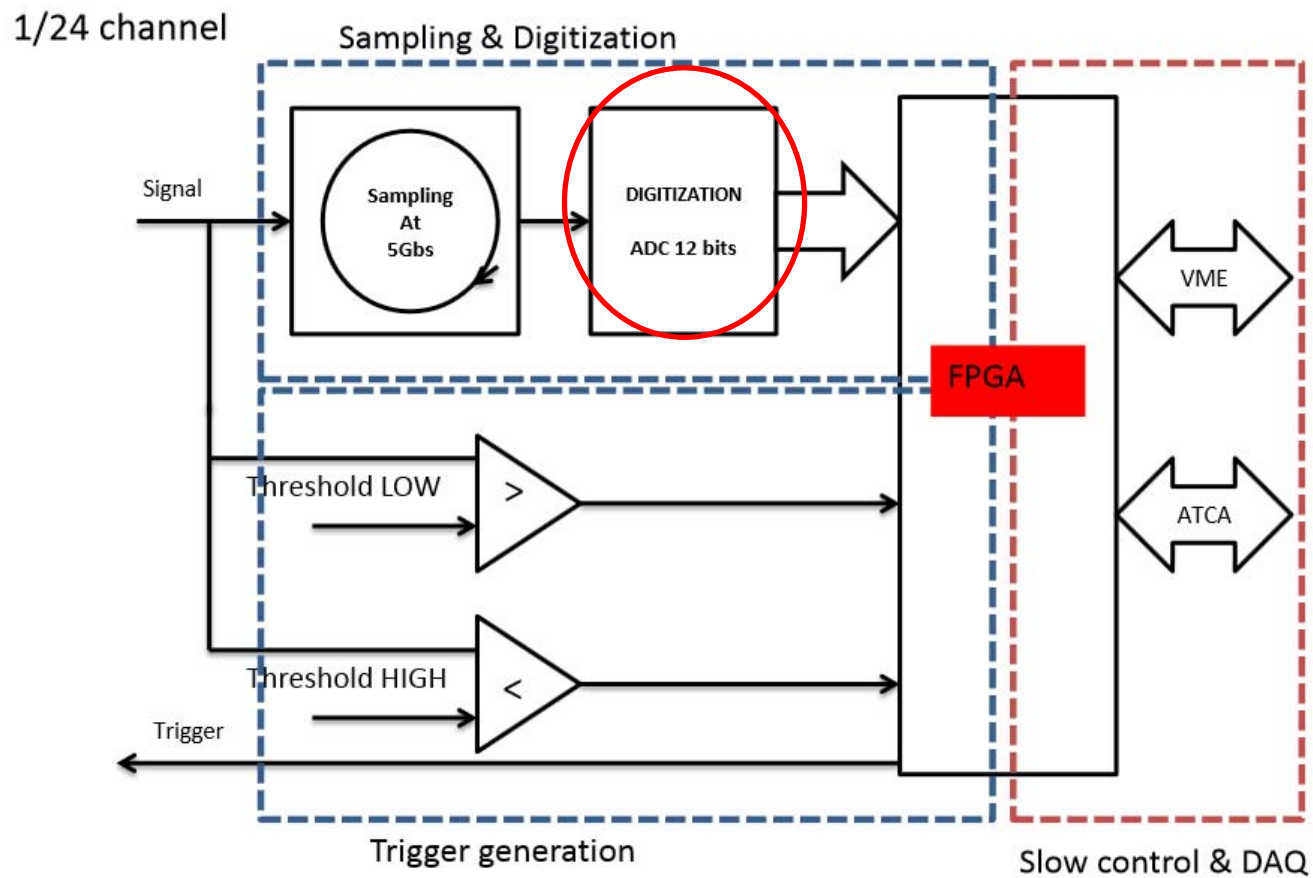 1/24 channel
Sampling & Digitization
Signal
Sampling
At
5Gbs
DIGITIZATION
ADC 12 bits
VME
FPGA
Threshold LOW
>
ATCA
Threshold HIGH
<
Trigger
Trigger generation
Slow control & DAQ